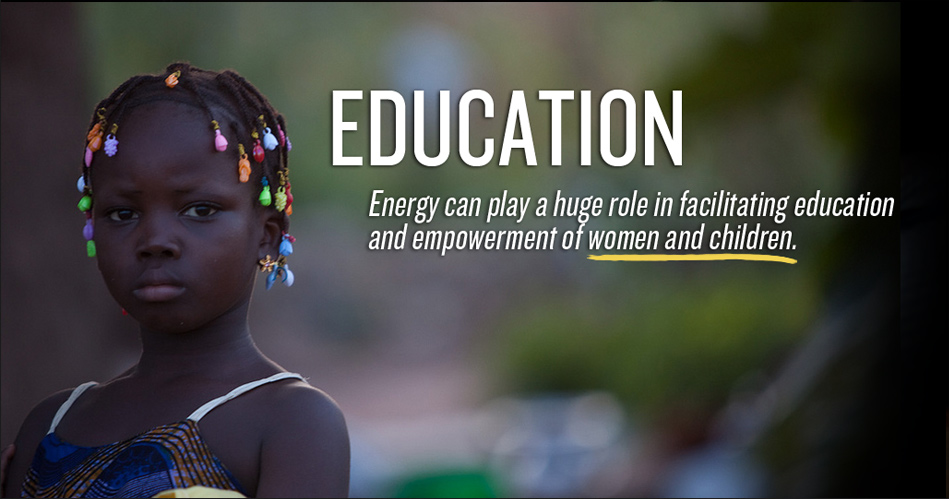 EDUCATION
Energy can play a huge role in facilitating education
and empowerment of women and children.